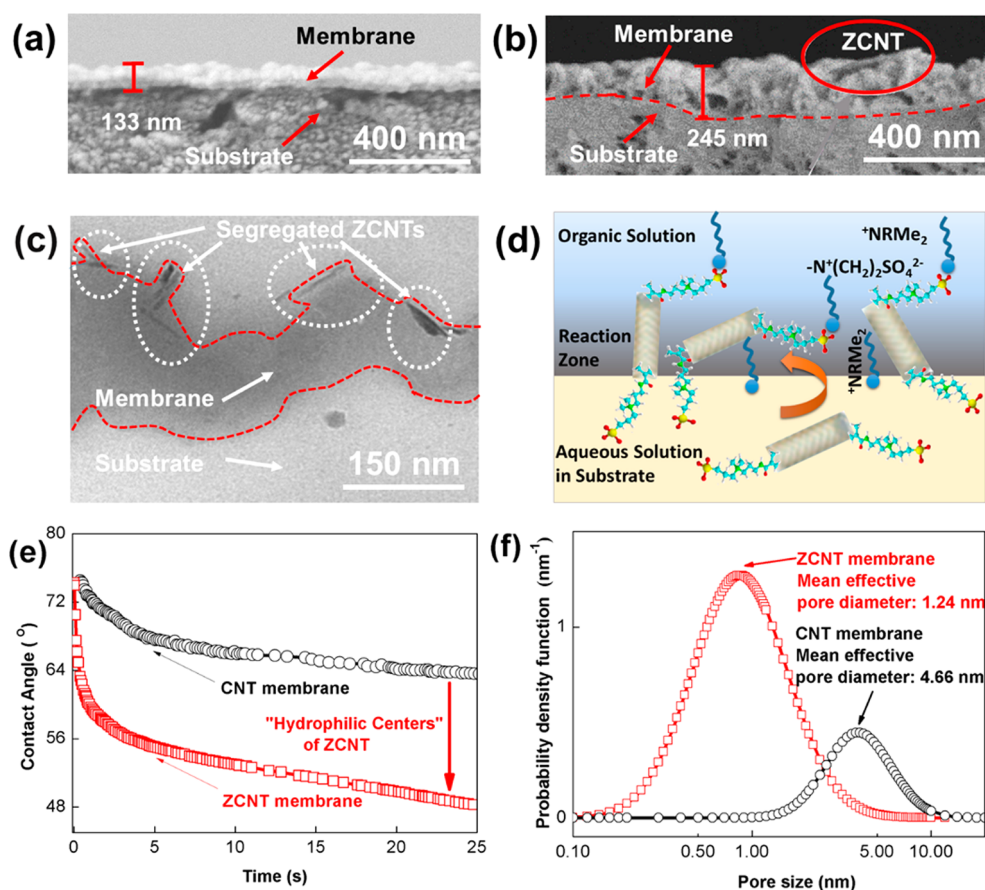 (a)
Membrane
133 nm
Substrate
400 nm
(b)
Membrane
ZCNT
Substrate
245 nm
400 nm
(c)
Segregated ZCNTs
Membrane
Substrate
150 nm
(d)
Organic Solution
⁺NRMe₂
-N⁺(CH₂)₂SO₄²⁻
Reaction
Zone
⁺NRMe₂
Aqueous Solution
in Substrate
(e)
80
72
64
56
48
Contact Angle (°)
CNT membrane
"Hydrophilic Centers"
of ZCNT
ZCNT membrane
0
5
10
15
20
25
Time (s)
(f)
Probability density function (nm⁻¹)
1
0
ZCNT membrane
Mean effective
pore diameter: 1.24 nm
CNT membrane
Mean effective
pore diameter: 4.66 nm
0.10
0.50
1.00
5.00
10.00
Pore size (nm)